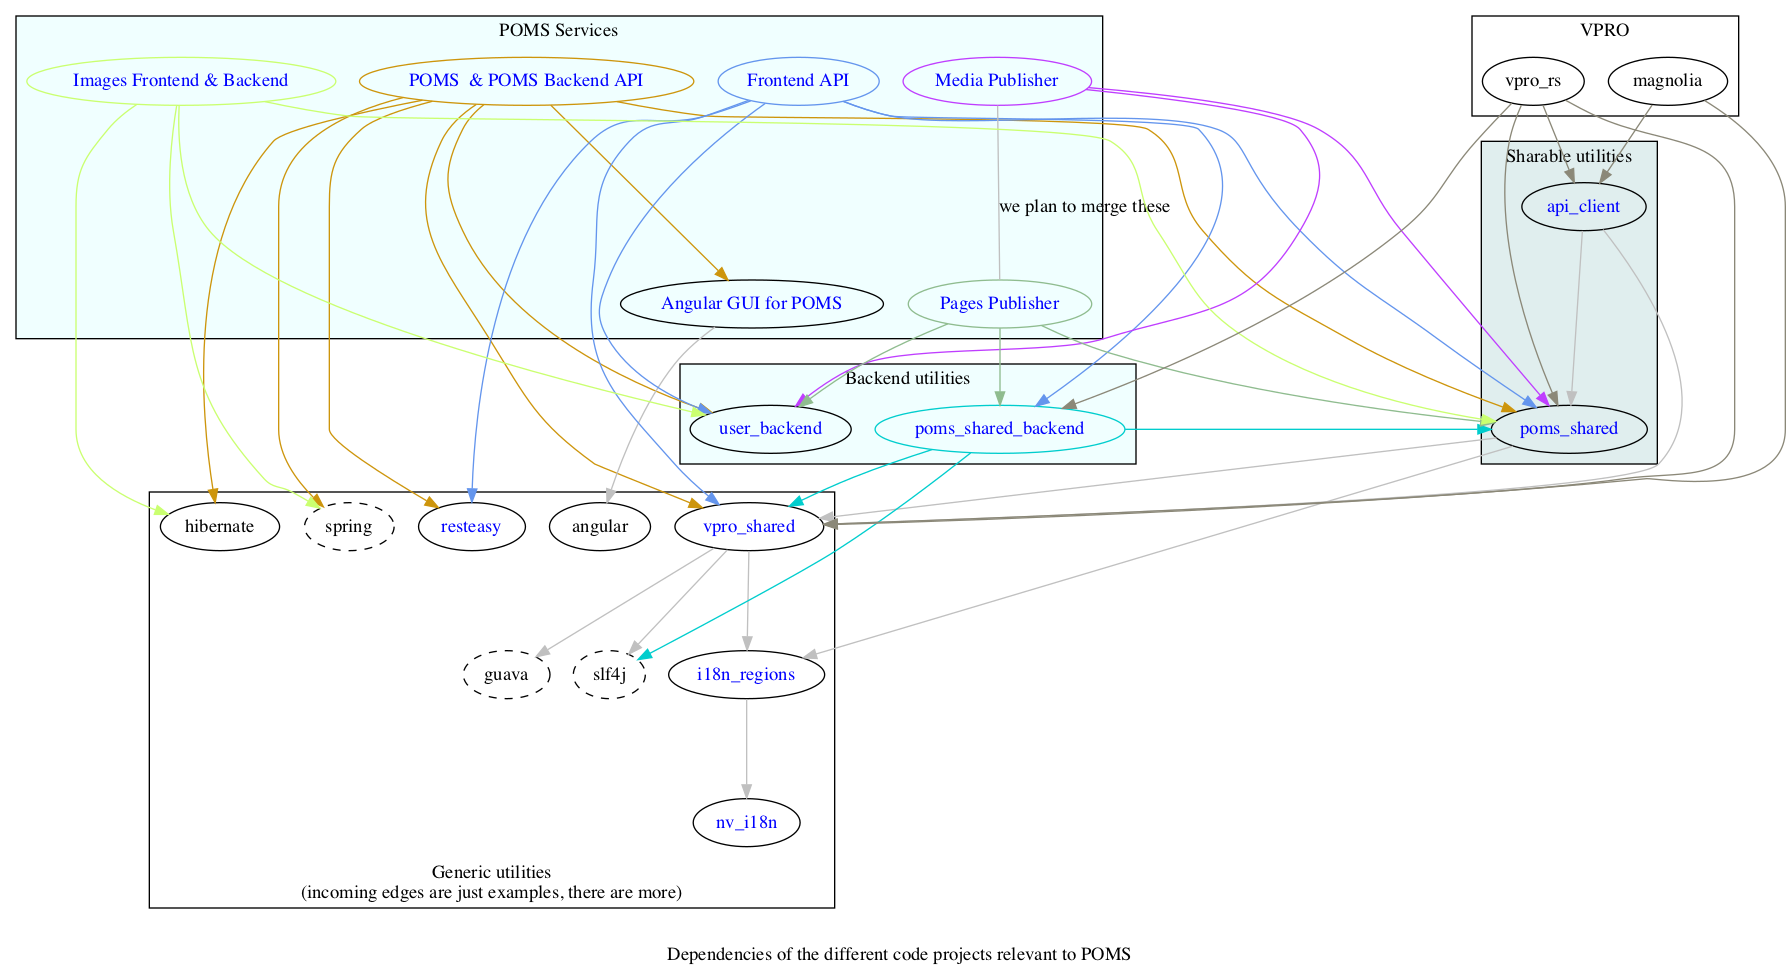 POMS Services
VPRO
Images Frontend & Backend
POMS  & POMS Backend API
Frontend API
Media Publisher
vpro_rs
magnolia
Sharable utilities
we plan to merge these
api_client
Angular GUI for POMS
Pages Publisher
Backend utilities
user_backend
poms_shared_backend
poms_shared
hibernate
spring
resteasy
angular
vpro_shared
guava
slf4j
i18n_regions
nv_i18n
Generic utilities
(incoming edges are just examples, there are more)
Dependencies of the different code projects relevant to POMS